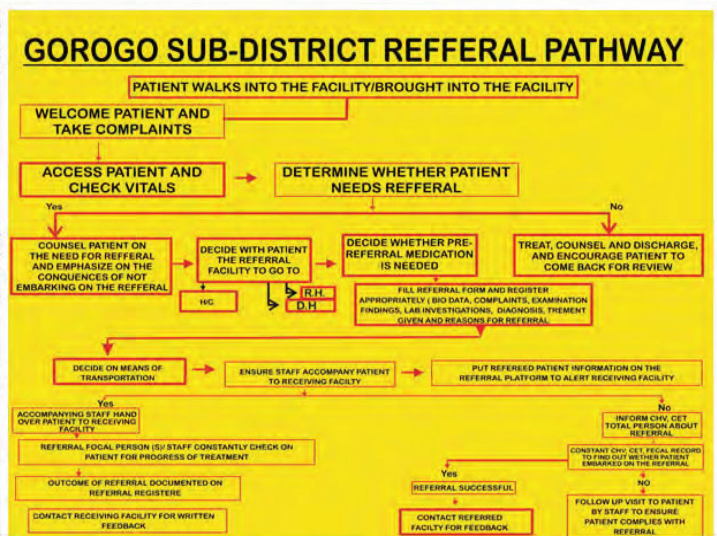 GOROGO SUB-DISTRICT REFFERAL PATHWAY
PATIENT WALKS INTO THE FACILITY/BROUGHT INTO THE FACILITY
WELCOME PATIENT AND
TAKE COMPLAINTS
ACCESS PATIENT AND
CHECK VITALS
DETERMINE WHETHER PATIENT
NEEDS REFFERAL
Yes
No
COUNSEL PATIENT ON
THE NEED FOR REFFERAL
AND EMPHASIZE ON THE
CONQUENCES OF NOT
EMBARKING ON THE REFFERAL
DECIDE WITH PATIENT
THE REFERRAL
FACILITY TO GO TO
DECIDE WHETHER PRE-
REFERRAL MEDICATION
IS NEEDED
TREAT, COUNSEL AND DISCHARGE,
AND ENCOURAGE PATIENT TO
COME BACK FOR REVIEW
H/C
R.H.
D.H
FILL REFERRAL FORM AND REGISTER
APPROPRIATELY ( BIO DATA, COMPLAINTS, EXAMINATION
FINDINGS, LAB INVESTIGATIONS, DIAGNOSIS, TREMENT
GIVEN AND REASONS FOR REFERRAL
DECIDE ON MEANS OF
TRANSPORTATION
ENSURE STAFF ACCOMPANY PATIENT
TO RECEIVING FACILTY
PUT REFEREED PATIENT INFORMATION ON THE
REFERRAL PLATFORM TO ALERT RECEIVING FACILITY
Yes
ACCOMPANYING STAFF HAND
OVER PATIENT TO RECEIVING
FACILITY
REFERRAL FOCAL PERSON (S)/ STAFF CONSTANTLY CHECK ON
PATIENT FOR PROGRESS OF TREATMENT
OUTCOME OF REFERRAL DOCUMENTED ON
REFERRAL REGISTERE
CONTACT RECEIVING FACILITY FOR WRITTEN
FEEDBACK
No
INFORM CHV, CET
TOTAL PERSON ABOUT
REFERRAL
CONSTANT CHV, CET, FECAL RECORD
TO FIND OUT WETHER PATIENT
EMBARKED ON THE REFERRAL
Yes
REFERRAL SUCCESSFUL
CONTACT REFERRED
FACILTY FOR FEEDBACK
NO
FOLLOW UP VISIT TO PATIENT
BY STAFF TO ENSURE
PATIENT COMPLIES WITH
REFERRAL